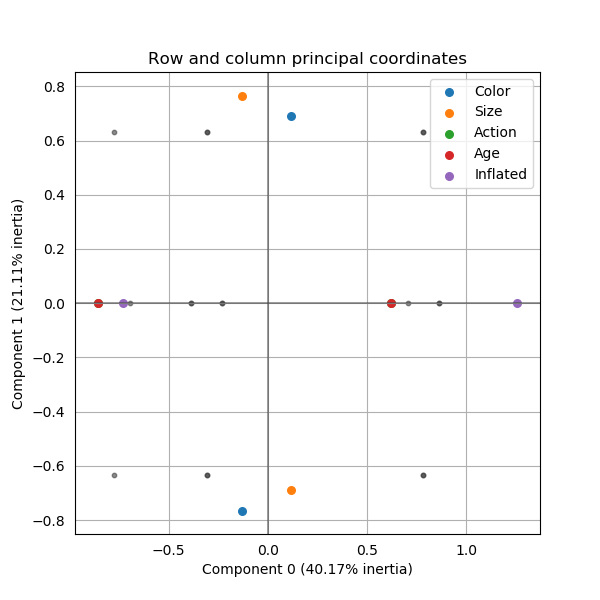 Row and column principal coordinates
Color
Size
Action
Age
Inflated
0.8
0.6
0.4
0.2
0.0
−0.2
−0.4
−0.6
−0.8
Component 1 (21.11% inertia)
−0.5
0.0
0.5
1.0
Component 0 (40.17% inertia)